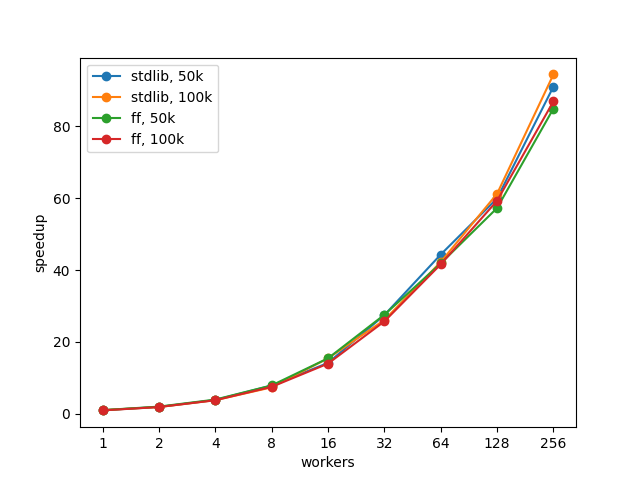 stdlib, 50k
stdlib, 100k
ff, 50k
ff, 100k
80
60
40
20
0
speedup
1 2 4 8 16 32 64 128 256
workers